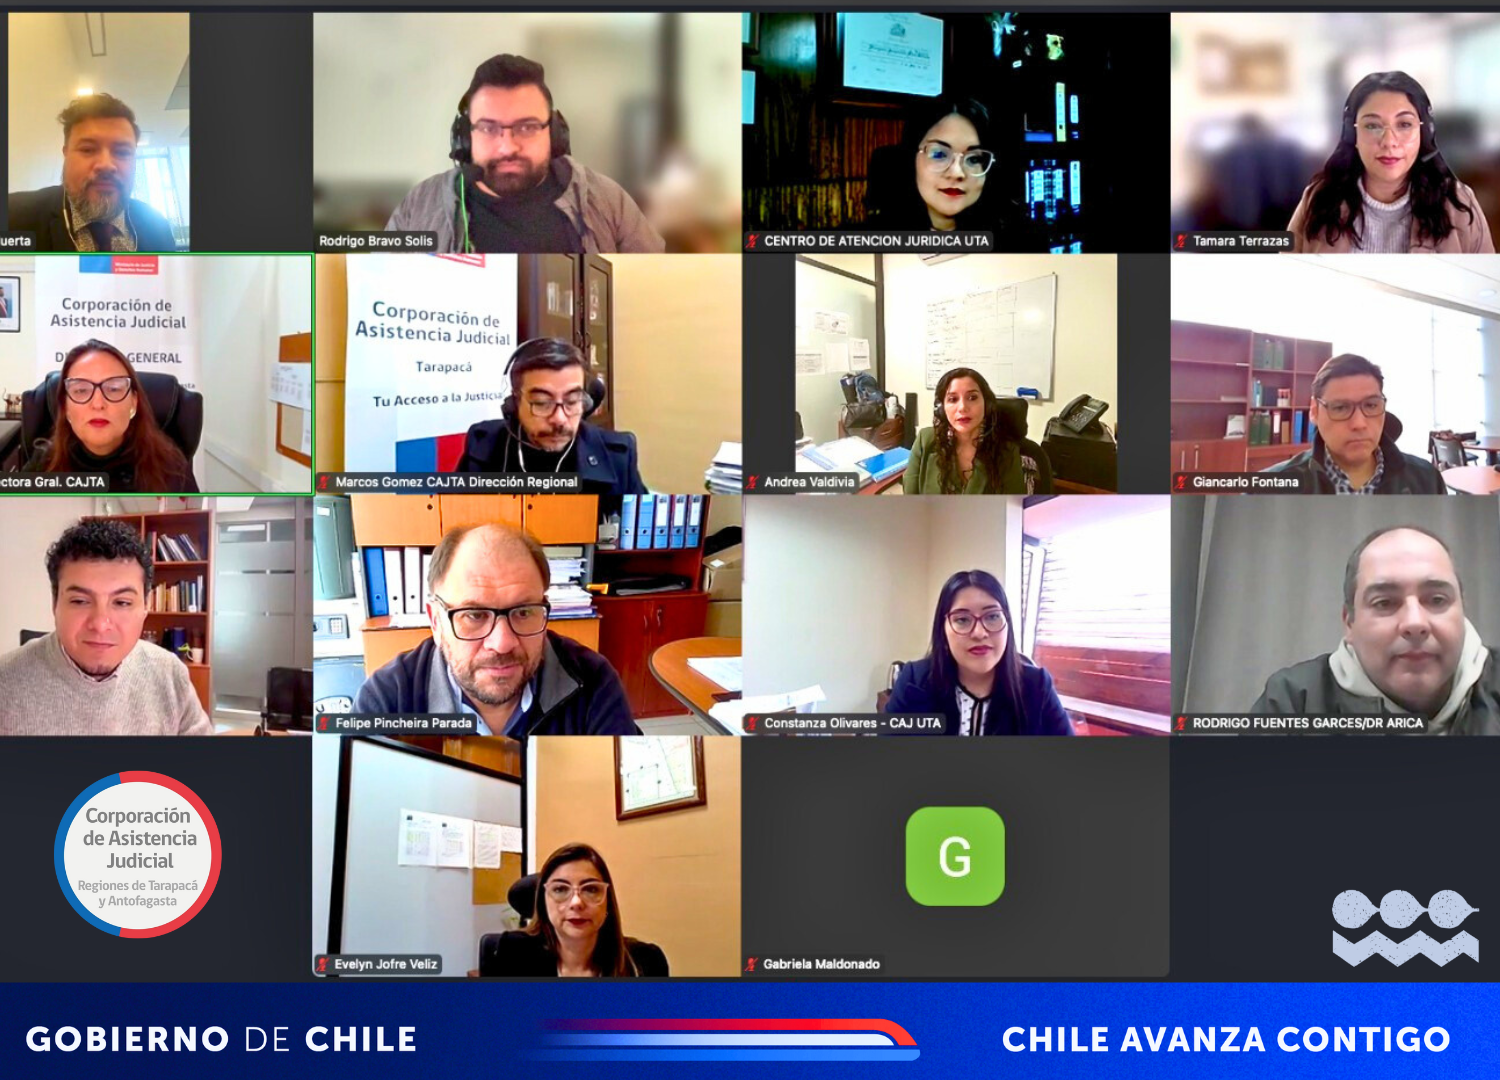 uerta
Rodrigo Bravo Solis
CENTRO DE ATENCION JURIDICA UTA
Tamara Terrazas
Corporación de
Asistencia Judicial
GENERAL
ctora Gral. CAJTA
Corporación de
Asistencia Judicial
Tarapacá
Tu Acceso a la Justicia
Marcos Gomez CAJTA Dirección Regional
Andrea Valdivia
Giancarlo Fontana
Felipe Pincheira Parada
Constanza Olivares - CAJ UTA
RODRIGO FUENTES GARCES/DR ARICA
Corporación
de Asistencia
Judicial
Regiones de Tarapacá
y Antofagasta
Evelyn Jofre Veliz
G
Gabriela Maldonado
GOBIERNO DE CHILE
CHILE AVANZA CONTIGO